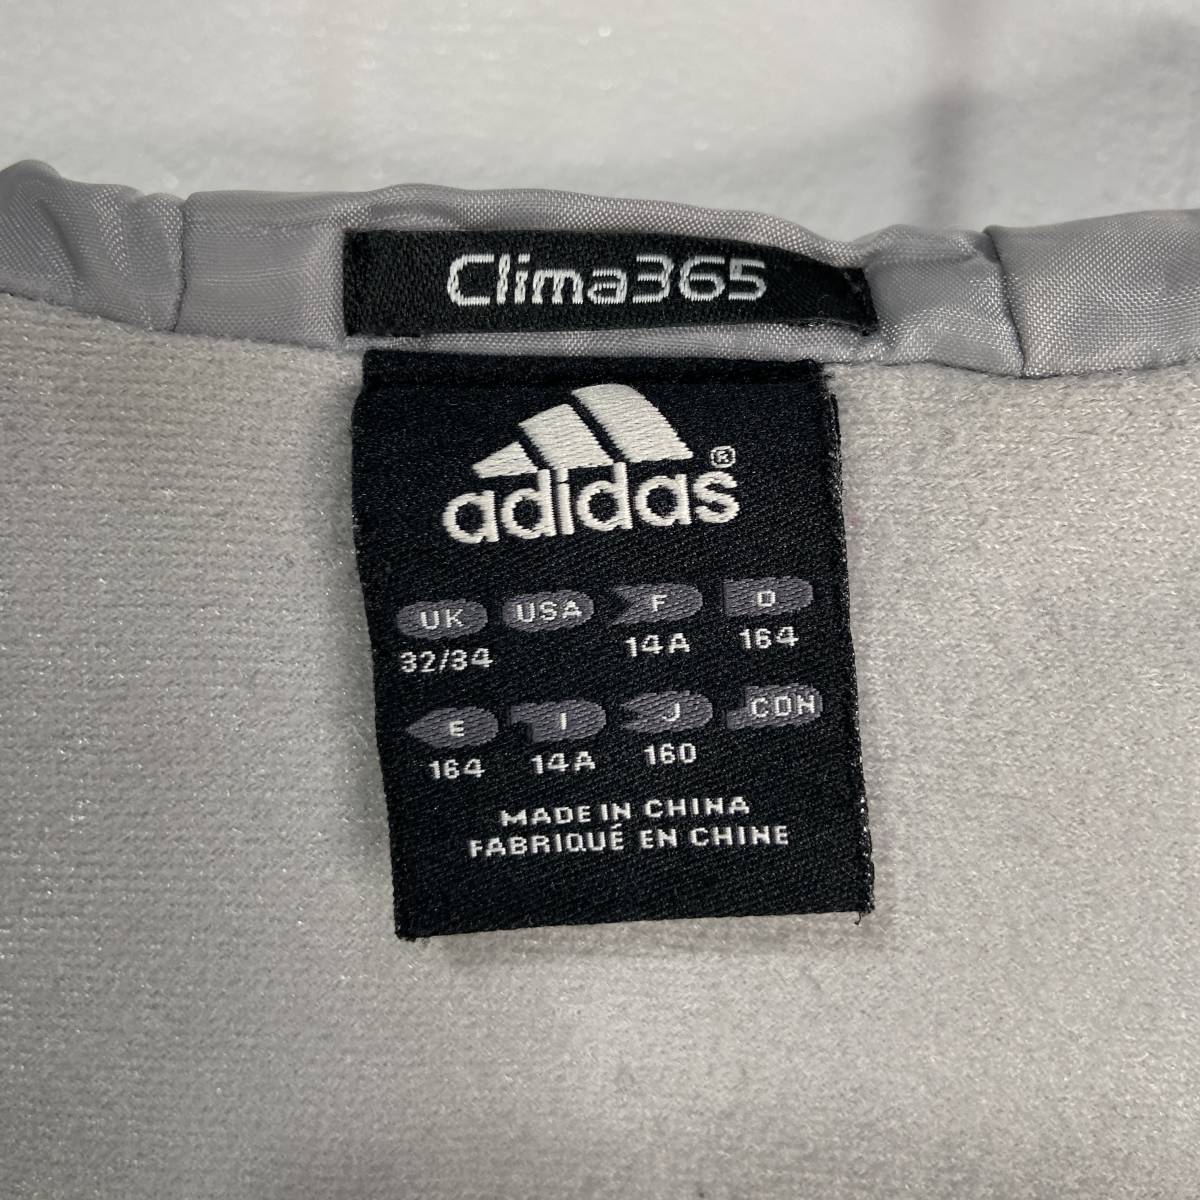 Clima365
adidas®
UK USA F D
32/34 14A 164
E I J CDN
164 14A 160
MADE IN CHINA
FABRIQUÉ EN CHINE